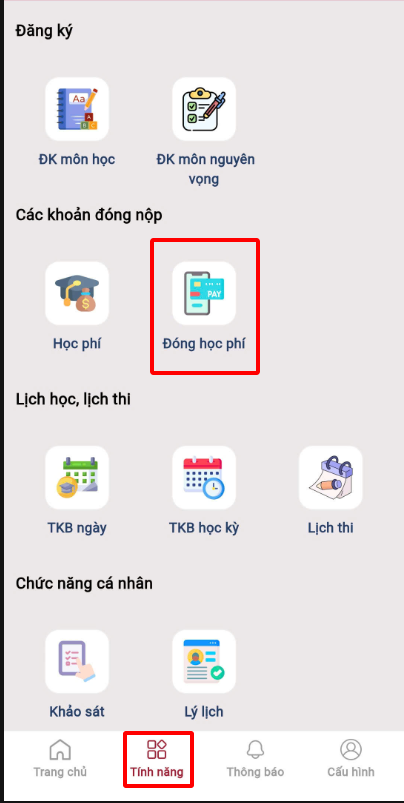 Đăng ký
Aa
A
B
ĐK môn học
ĐK môn nguyên
vọng
Các khoản đóng nộp
$
PAY
Học phí
Đóng học phí
Lịch học, lịch thi
TKB ngày
TKB học kỳ
Lịch thi
Chức năng cá nhân
Khảo sát
Lý lịch
Trang chủ
Tính năng
Thông báo
Cấu hình